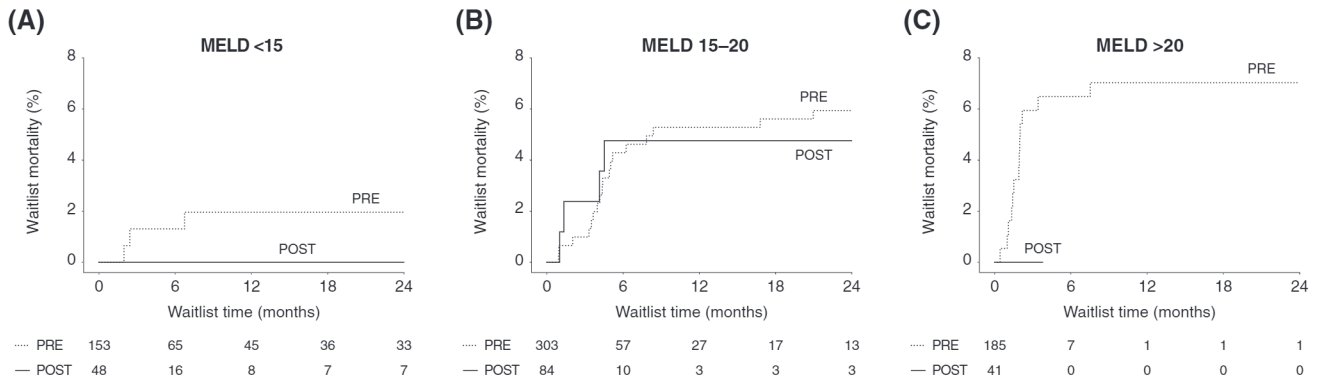 (A)
MELD <15
Waitlist mortality (%)
8
6
4
2
0
PRE
POST
0 6 12 18 24
Waitlist time (months)
PRE 153 65 45 36 33
POST 48 16 8 7 7
(B)
MELD 15–20
Waitlist mortality (%)
8
6
4
2
0
PRE
POST
0 6 12 18 24
Waitlist time (months)
PRE 303 57 27 17 13
POST 84 10 3 3 3
(C)
MELD >20
Waitlist mortality (%)
8
6
4
2
0
PRE
POST
0 6 12 18 24
Waitlist time (months)
PRE 185 7 1 1 1
POST 41 0 0 0 0